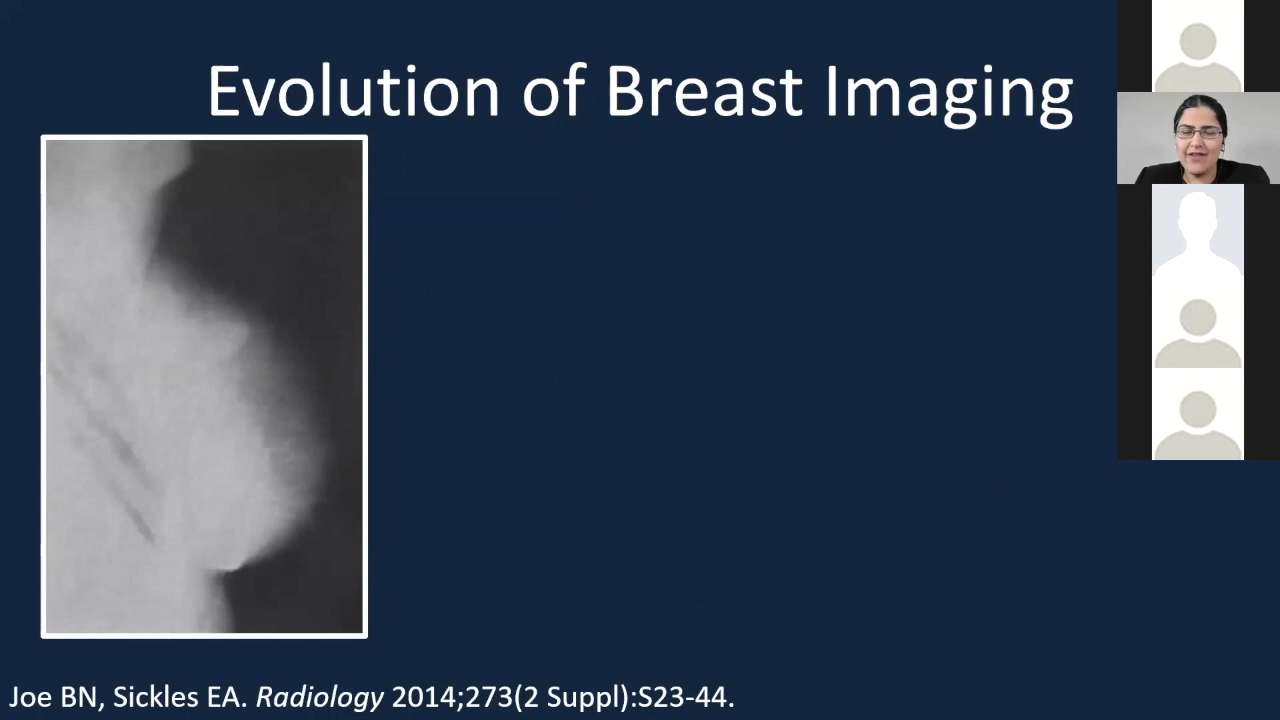 Evolution of Breast Imaging
Joe BN, Sickles EA. Radiology 2014;273(2 Suppl):S23-44.